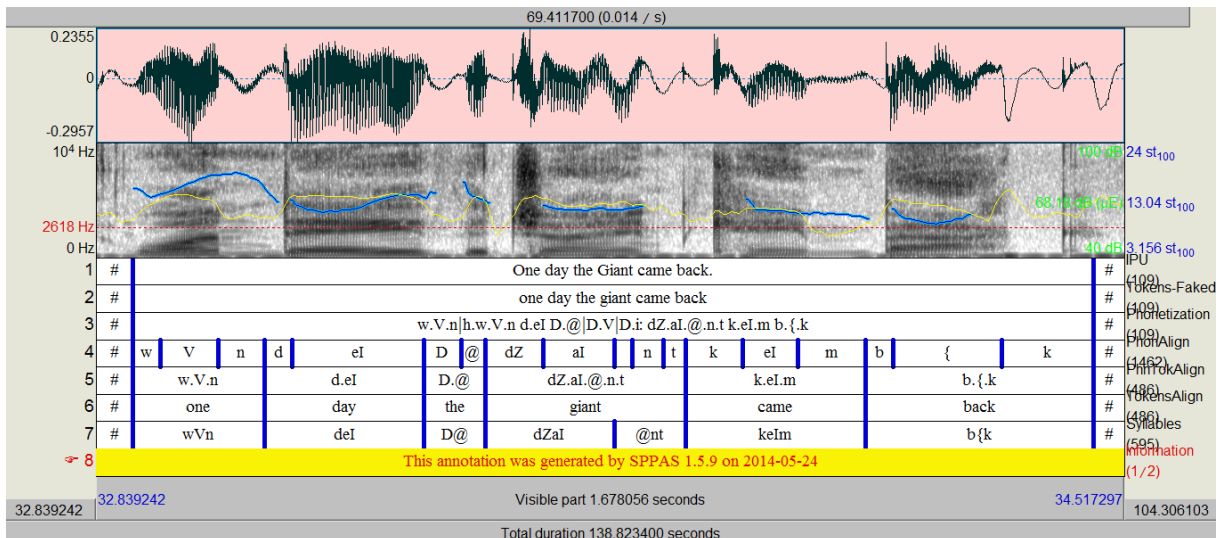 69.411700 (0.014 / s)
0.2355
0
-0.2957
10⁴ Hz 100 dB 24 st₁₀₀
2618 Hz 13.04 st₁₀₀
0 Hz 40 dB 3.156 st₁₀₀
1 # One day the Giant came back. # IPU (109)
2 # one day the giant came back # Tokens-Faked (109)
3 # w.V.n|h.w.V.n d.eI D.@|D.V|D.i: dZ.aI.@.n.t k.eI.m b.{.k # Phonetization (109)
4 # w V n d eI D @ dZ aI n t k eI m b { k # PhonAlign (1462)
5 # w.V.n d.eI D.@ dZ.aI.@.n.t k.eI.m b.{.k # PhnTokAlign (486)
6 # one day the giant came back # TokensAlign (486)
7 # wVn deI D@ dZaI @nt keIm b{k # Syllables (595)
8 This annotation was generated by SPPAS 1.5.9 on 2014-05-24 Information (1/2)
32.839242 Visible part 1.678056 seconds 34.517297
32.839242 104.306103
Total duration 138.823400 seconds